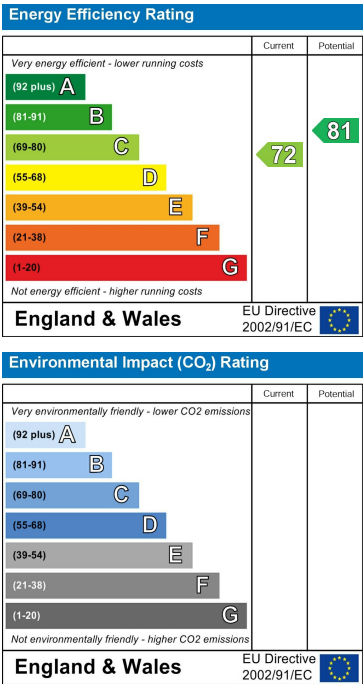 Energy Efficiency Rating
Current Potential
Very energy efficient - lower running costs
(92 plus) A
(81-91) B
81
(69-80) C
72
(55-68) D
(39-54) E
(21-38) F
(1-20) G
Not energy efficient - higher running costs
England & Wales
EU Directive
2002/91/EC
Environmental Impact (CO₂) Rating
Current Potential
Very environmentally friendly - lower CO2 emissions
(92 plus) A
(81-91) B
(69-80) C
(55-68) D
(39-54) E
(21-38) F
(1-20) G
Not environmentally friendly - higher CO2 emissions
England & Wales
EU Directive
2002/91/EC